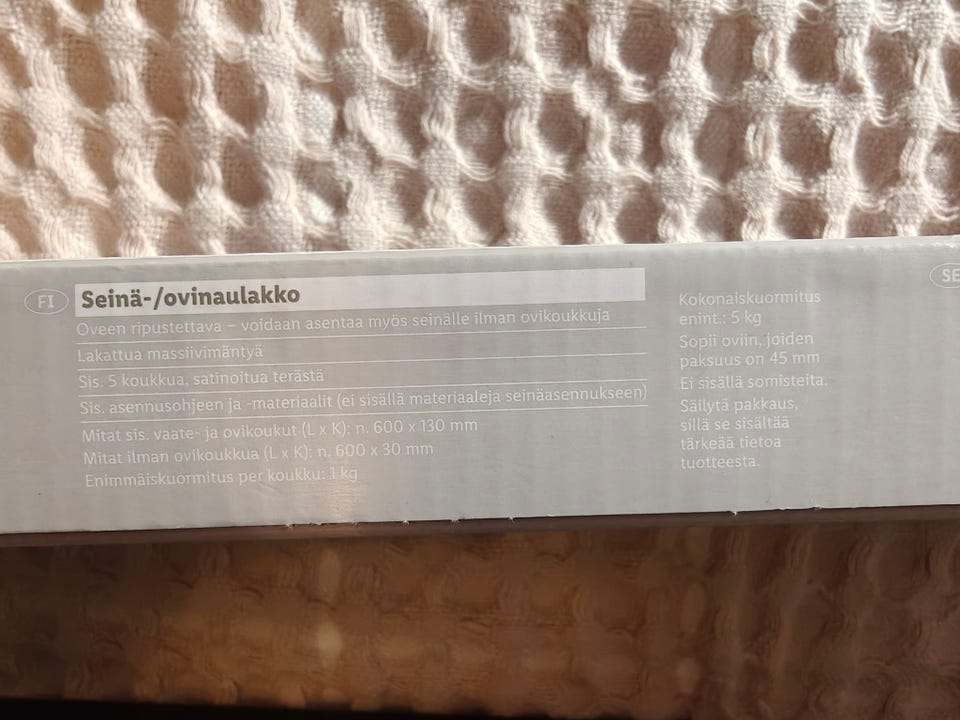 FI
Seinä-/ovinaulakko
Oveen ripustettava – voidaan asentaa myös seinälle ilman ovikoukkuja
Lakattua massiivimäntyä
Sis. 5 koukkua, satinoitua terästä
Sis. asennusohjeen ja -materiaalit (ei sisällä materiaaleja seinäasennukseen)
Mitat sis. vaate- ja ovikoukut (L x K): n. 600 x 130 mm
Mitat ilman ovikoukkua (L x K): n. 600 x 30 mm
Enimmäiskuormitus per koukku: 1 kg
Kokonaiskuormitus
enint.: 5 kg
Sopii oviin, joiden
paksuus on 45 mm
Ei sisällä somisteita.
Säilytä pakkaus,
sillä se sisältää
tärkeää tietoa
tuotteesta.
SE